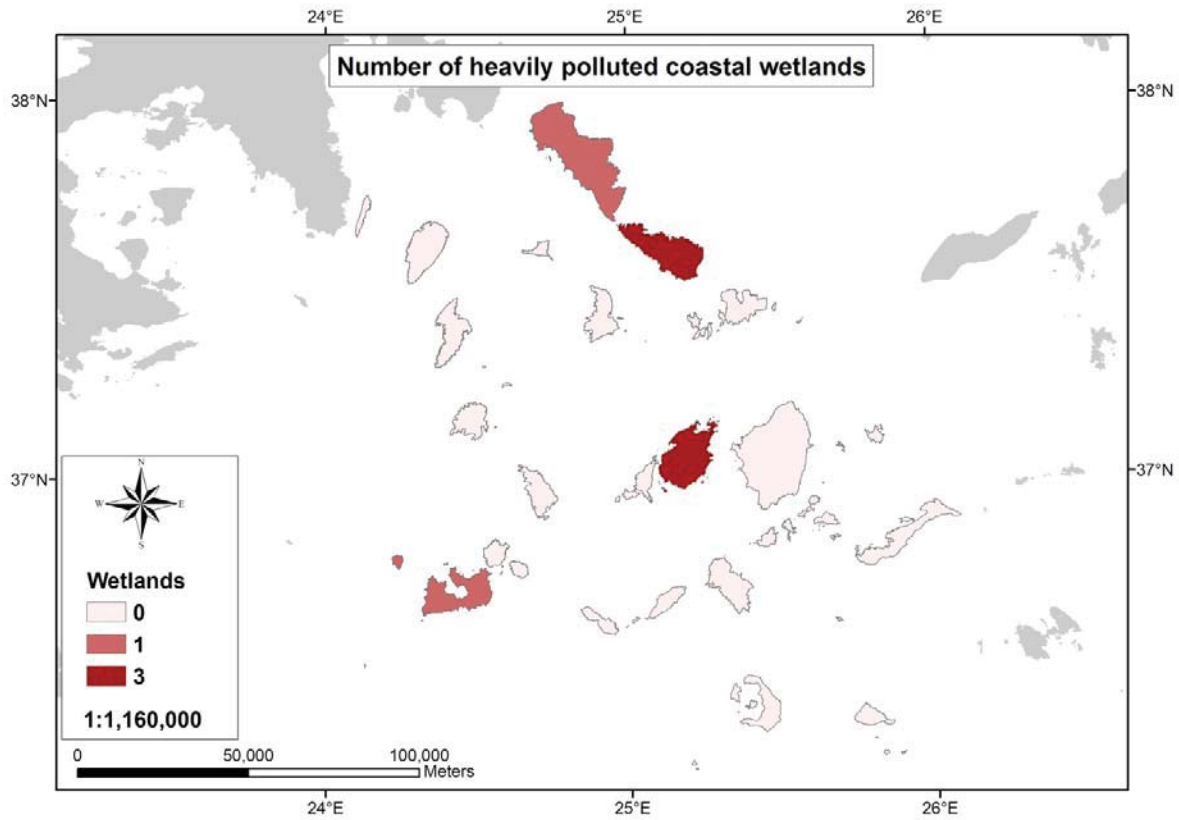 24°E 25°E 26°E
Number of heavily polluted coastal wetlands
38°N 38°N
37°N 37°N
N
W E
S
Wetlands
0
1
3
1:1,160,000
0 50,000 100,000
Meters
24°E 25°E 26°E